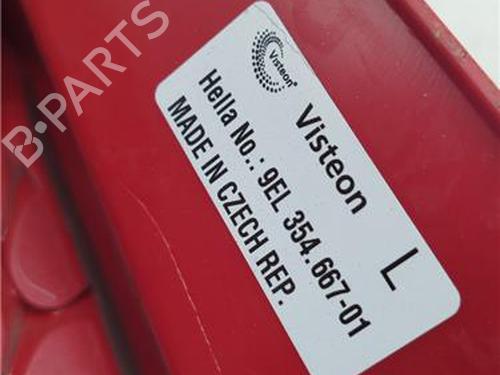 B-PARTS
Visteon®
Visteon
L
Hella No.: 9EL 354.667-01
MADE IN CZECH REP.